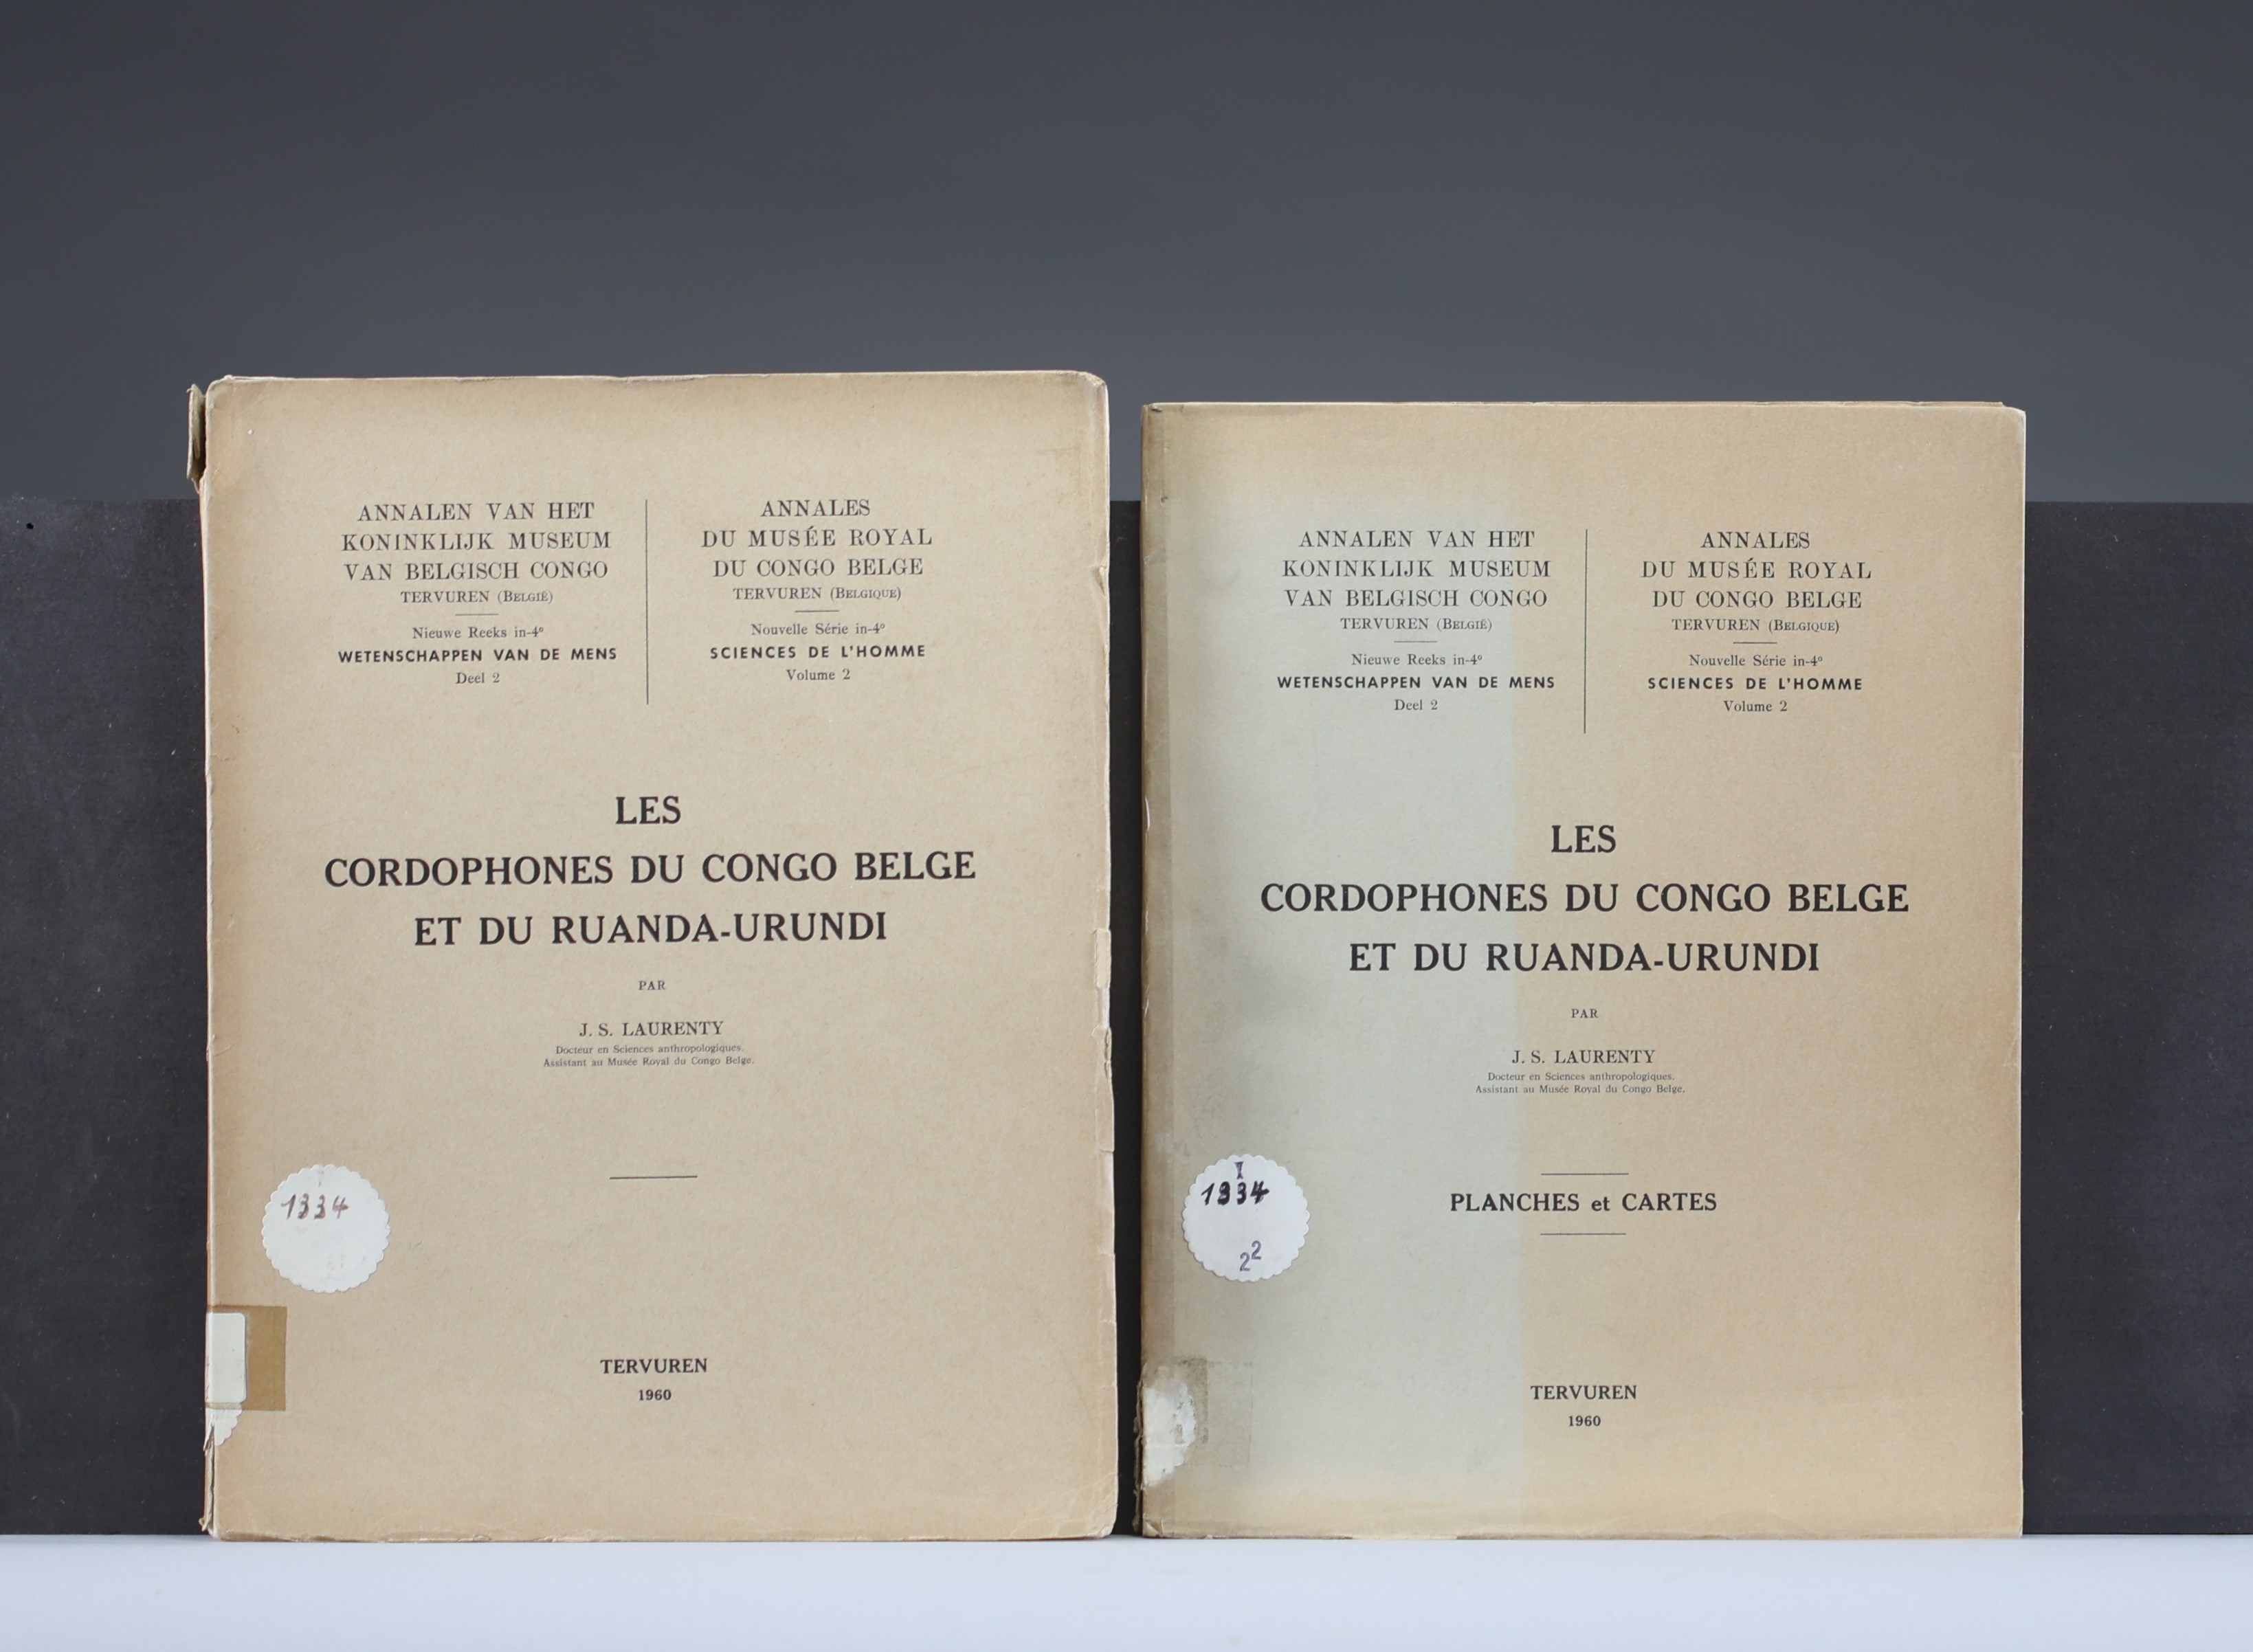 ANNALEN VAN HET
KONINKLIJK MUSEUM
VAN BELGISCH CONGO
TERVUREN (BELGIË)
Nieuwe Reeks in-4º
WETENSCHAPPEN VAN DE MENS
Deel 2
ANNALES
DU MUSÉE ROYAL
DU CONGO BELGE
TERVUREN (BELGIQUE)
Nouvelle Série in-4º
SCIENCES DE L'HOMME
Volume 2
LES
CORDOPHONES DU CONGO BELGE
ET DU RUANDA-URUNDI
PAR
J. S. LAURENTY
Docteur en Sciences anthropologiques.
Assistant au Musée Royal du Congo Belge.
1334
TERVUREN
1960
ANNALEN VAN HET
KONINKLIJK MUSEUM
VAN BELGISCH CONGO
TERVUREN (BELGIË)
Nieuwe Reeks in-4º
WETENSCHAPPEN VAN DE MENS
Deel 2
ANNALES
DU MUSÉE ROYAL
DU CONGO BELGE
TERVUREN (BELGIQUE)
Nouvelle Série in-4º
SCIENCES DE L'HOMME
Volume 2
LES
CORDOPHONES DU CONGO BELGE
ET DU RUANDA-URUNDI
PAR
J. S. LAURENTY
Docteur en Sciences anthropologiques.
Assistant au Musée Royal du Congo Belge.
PLANCHES et CARTES
1334
2²
TERVUREN
1960